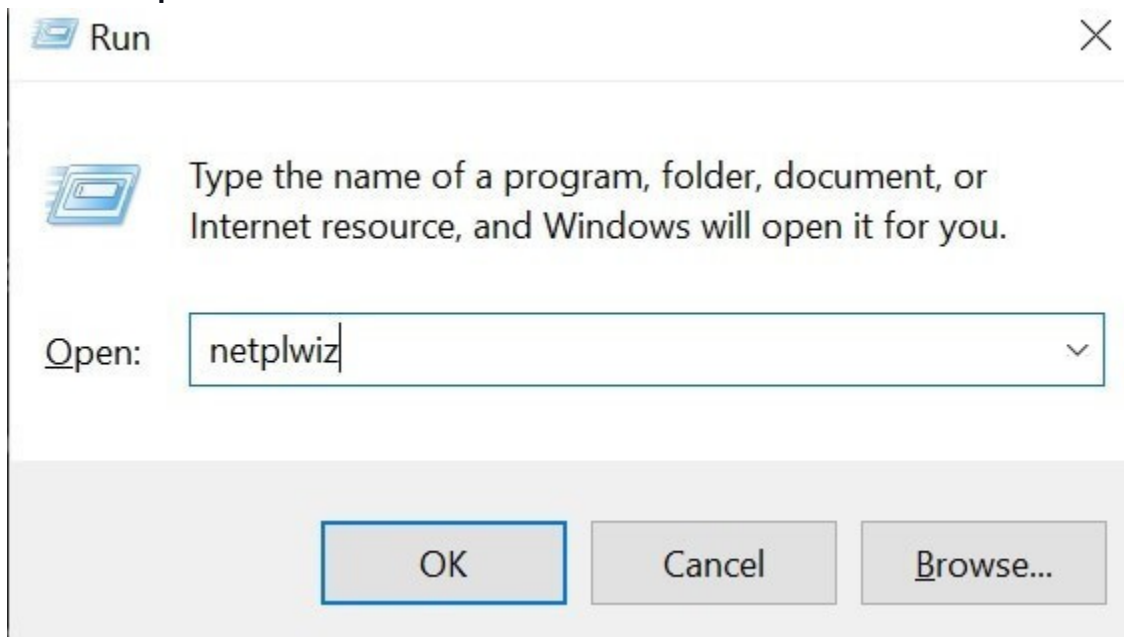 Run
Type the name of a program, folder, document, or
Internet resource, and Windows will open it for you.
Open:
netplwiz
OK
Cancel
Browse...